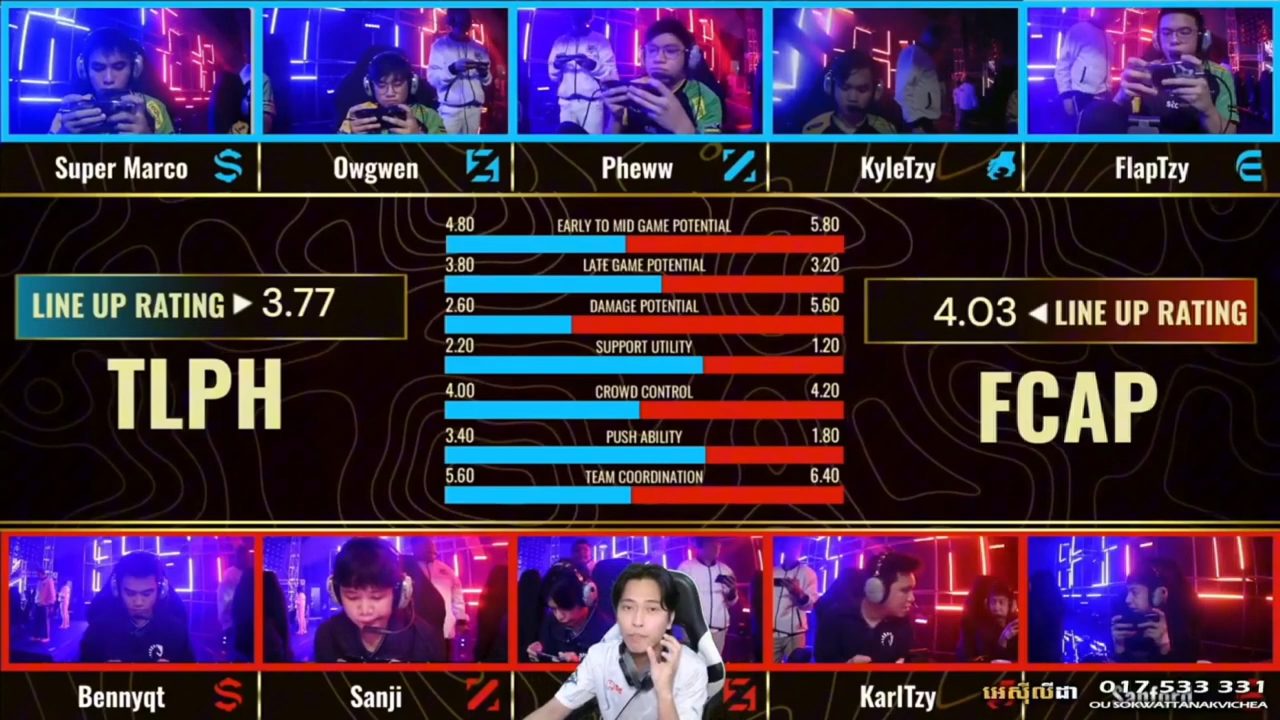 Super Marco
Owgwen
Pheww
KyleTzy
FlapTzy
4.80 EARLY TO MID GAME POTENTIAL 5.80
3.80 LATE GAME POTENTIAL 3.20
2.60 DAMAGE POTENTIAL 5.60
2.20 SUPPORT UTILITY 1.20
4.00 CROWD CONTROL 4.20
3.40 PUSH ABILITY 1.80
5.60 TEAM COORDINATION 6.40
LINE UP RATING ▶ 3.77
TLPH
4.03 ◀ LINE UP RATING
FCAP
Bennyqt
Sanji
KarlTzy
Sanford
អេស៊ីលីដា
017 533 331
OU SOKWATTANAKVICHEA